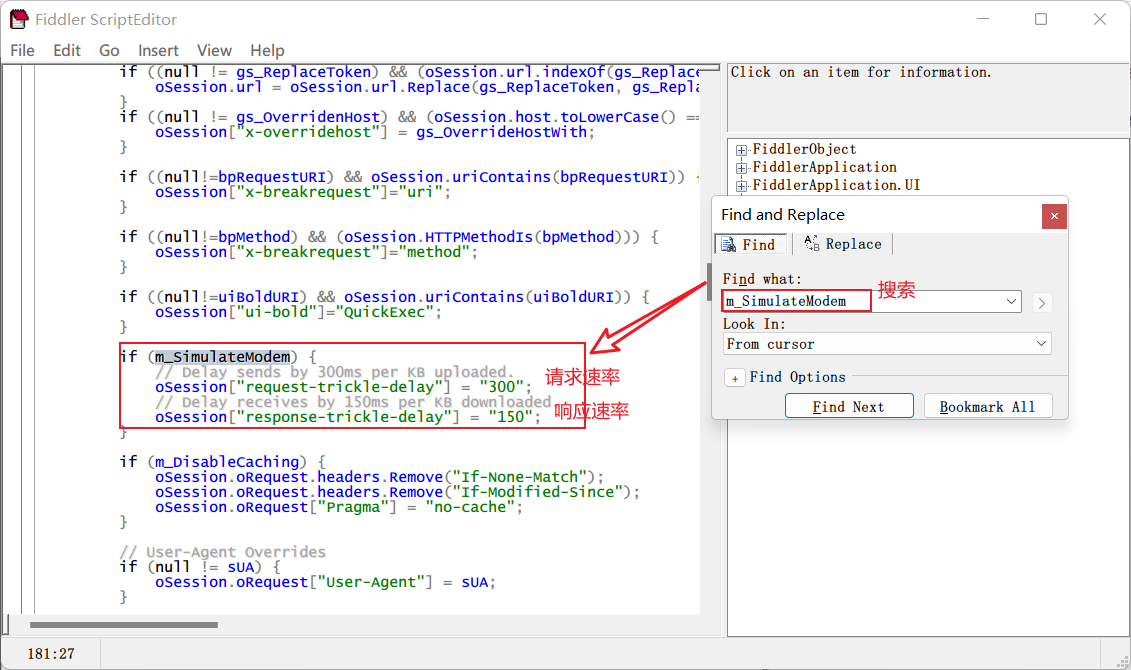 Fiddler ScriptEditor
File Edit Go Insert View Help
if ((null != gs_ReplaceToken) && (oSession.url.indexOf(gs_Replace
oSession.url = oSession.url.Replace(gs_ReplaceToken, gs_Repla
}
if ((null != gs_OverridenHost) && (oSession.host.toLowerCase() ==
oSession["x-overridehost"] = gs_OverrideHostWith;
}
if ((null!=bpRequestURI) && oSession.uriContains(bpRequestURI)) {
oSession["x-breakrequest"]="uri";
}
if ((null!=bpMethod) && (oSession.HTTPMethodIs(bpMethod))) {
oSession["x-breakrequest"]="method";
}
if ((null!=uiBoldURI) && oSession.uriContains(uiBoldURI)) {
oSession["ui-bold"]="QuickExec";
}
if (m_SimulateModem) {
// Delay sends by 300ms per KB uploaded.
oSession["request-trickle-delay"] = "300"; 请求速率
// Delay receives by 150ms per KB downloaded.
oSession["response-trickle-delay"] = "150"; 响应速率
}
if (m_DisableCaching) {
oSession.oRequest.headers.Remove("If-None-Match");
oSession.oRequest.headers.Remove("If-Modified-Since");
oSession.oRequest["Pragma"] = "no-cache";
}
// User-Agent Overrides
if (null != sUA) {
oSession.oRequest["User-Agent"] = sUA;
}
181:27
Click on an item for information.
FiddlerObject
FiddlerApplication
FiddlerApplication.UI
Find and Replace
Find Replace
Find what:
m_SimulateModem 搜索
Look In:
From cursor
Find Options
Find Next Bookmark All